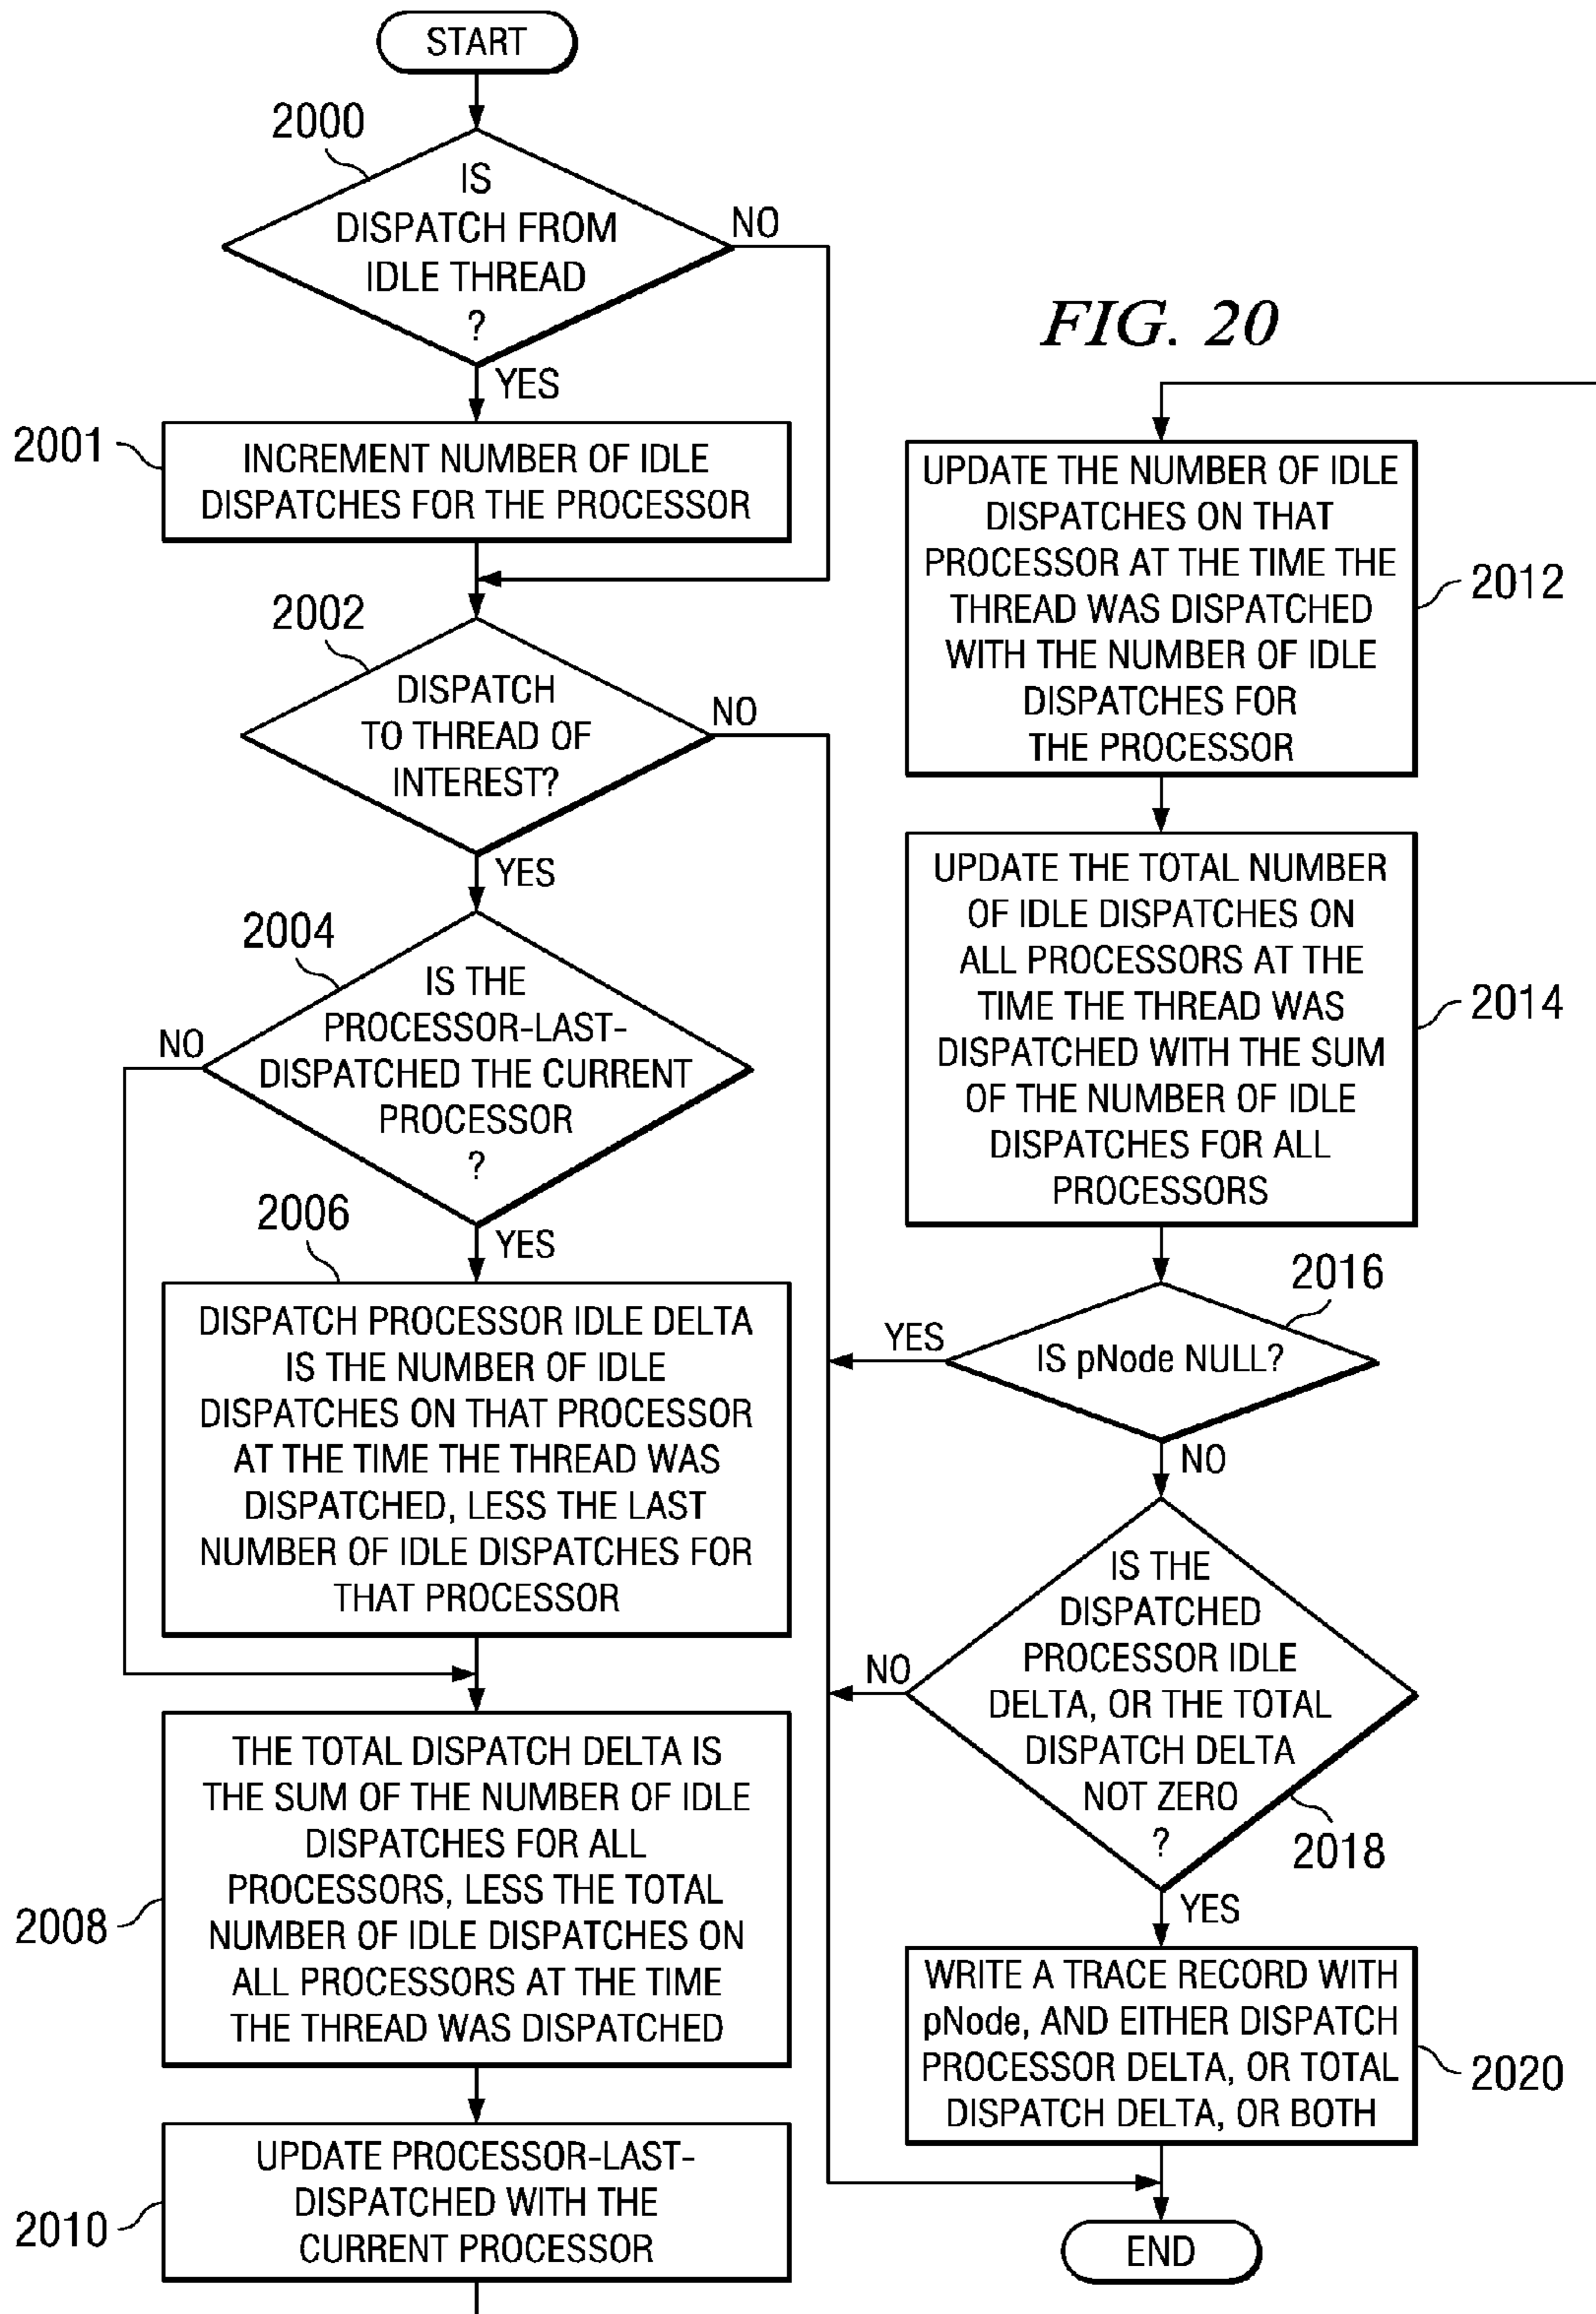 START
2000
IS
DISPATCH FROM
IDLE THREAD
?
NO
YES
2001
INCREMENT NUMBER OF IDLE
DISPATCHES FOR THE PROCESSOR
2002
DISPATCH
TO THREAD OF
INTEREST?
NO
YES
2004
IS THE
PROCESSOR-LAST-
DISPATCHED THE CURRENT
PROCESSOR
?
NO
YES
2006
DISPATCH PROCESSOR IDLE DELTA
IS THE NUMBER OF IDLE
DISPATCHES ON THAT PROCESSOR
AT THE TIME THE THREAD WAS
DISPATCHED, LESS THE LAST
NUMBER OF IDLE DISPATCHES FOR
THAT PROCESSOR
THE TOTAL DISPATCH DELTA IS
THE SUM OF THE NUMBER OF IDLE
DISPATCHES FOR ALL
PROCESSORS, LESS THE TOTAL
NUMBER OF IDLE DISPATCHES ON
ALL PROCESSORS AT THE TIME
THE THREAD WAS DISPATCHED
2008
UPDATE PROCESSOR-LAST-
DISPATCHED WITH THE
CURRENT PROCESSOR
2010
FIG. 20
UPDATE THE NUMBER OF IDLE
DISPATCHES ON THAT
PROCESSOR AT THE TIME THE
THREAD WAS DISPATCHED
WITH THE NUMBER OF IDLE
DISPATCHES FOR
THE PROCESSOR
2012
UPDATE THE TOTAL NUMBER
OF IDLE DISPATCHES ON
ALL PROCESSORS AT THE
TIME THE THREAD WAS
DISPATCHED WITH THE SUM
OF THE NUMBER OF IDLE
DISPATCHES FOR ALL
PROCESSORS
2014
2016
IS pNode NULL?
YES
NO
IS THE
DISPATCHED
PROCESSOR IDLE
DELTA, OR THE TOTAL
DISPATCH DELTA
NOT ZERO
?
NO
2018
YES
WRITE A TRACE RECORD WITH
pNode, AND EITHER DISPATCH
PROCESSOR DELTA, OR TOTAL
DISPATCH DELTA, OR BOTH
2020
END